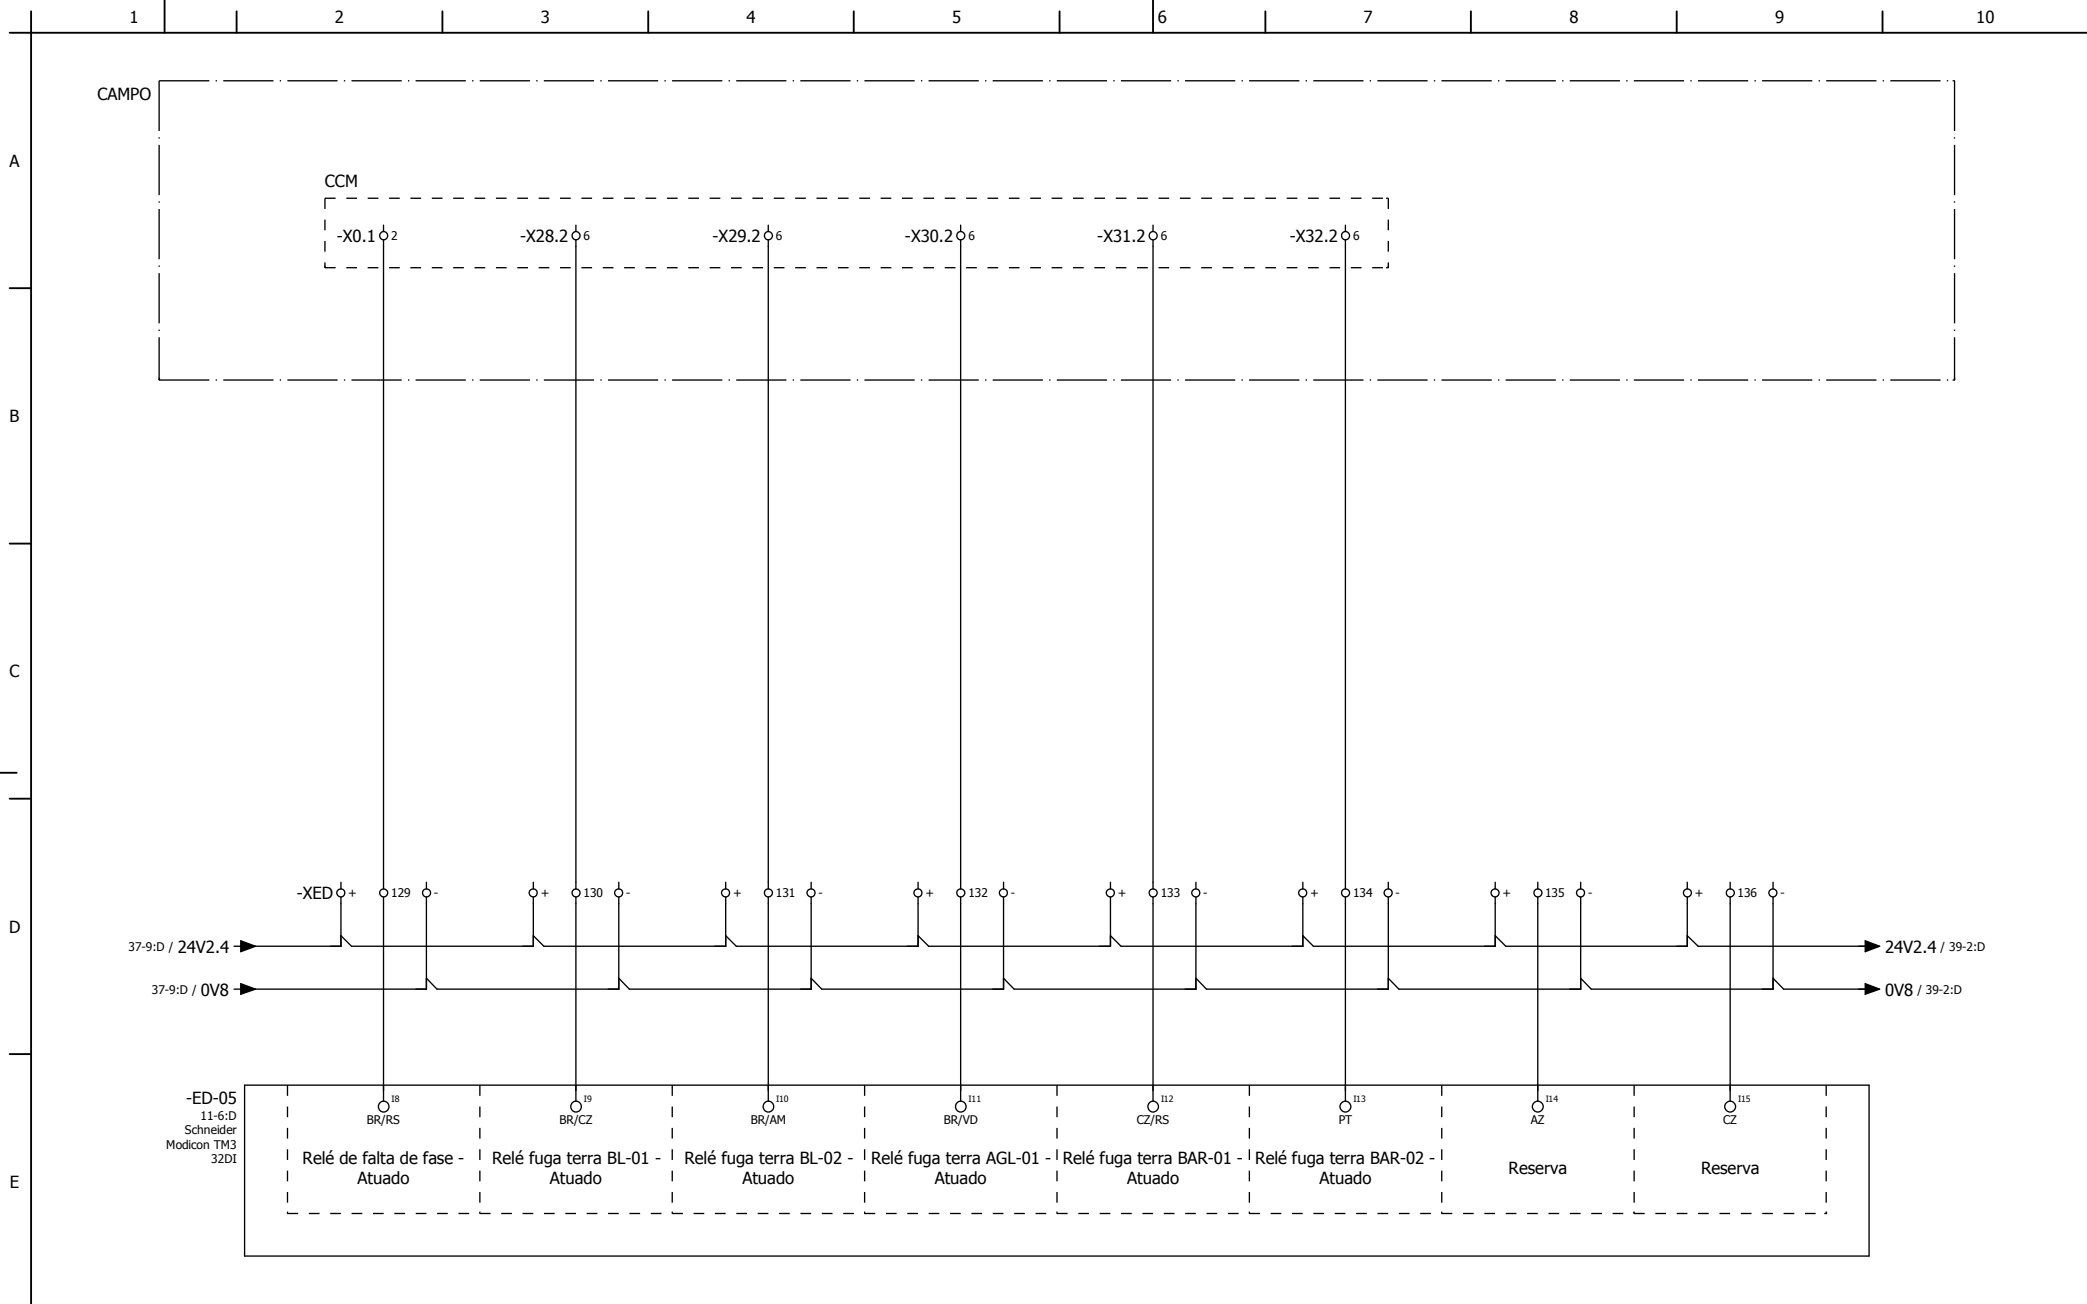 1 2 3 4 5 6 7 8 9 10
CAMPO
A
CCM
-X0.1 2 -X28.2 6 -X29.2 6 -X30.2 6 -X31.2 6 -X32.2 6
B
C
-XED + 129 - + 130 - + 131 - + 132 - + 133 - + 134 - + 135 - + 136 -
D
37-9:D / 24V2.4 24V2.4 / 39-2:D
37-9:D / 0V8 0V8 / 39-2:D
E
-ED-05
11-6:D
Schneider
Modicon TM3
32DI
I8 I9 I10 I11 I12 I13 I14 I15
BR/RS BR/CZ BR/AM BR/VD CZ/RS PT AZ CZ
Relé de falta de fase -
Atuado
Relé fuga terra BL-01 -
Atuado
Relé fuga terra BL-02 -
Atuado
Relé fuga terra AGL-01 -
Atuado
Relé fuga terra BAR-01 -
Atuado
Relé fuga terra BAR-02 -
Atuado
Reserva
Reserva